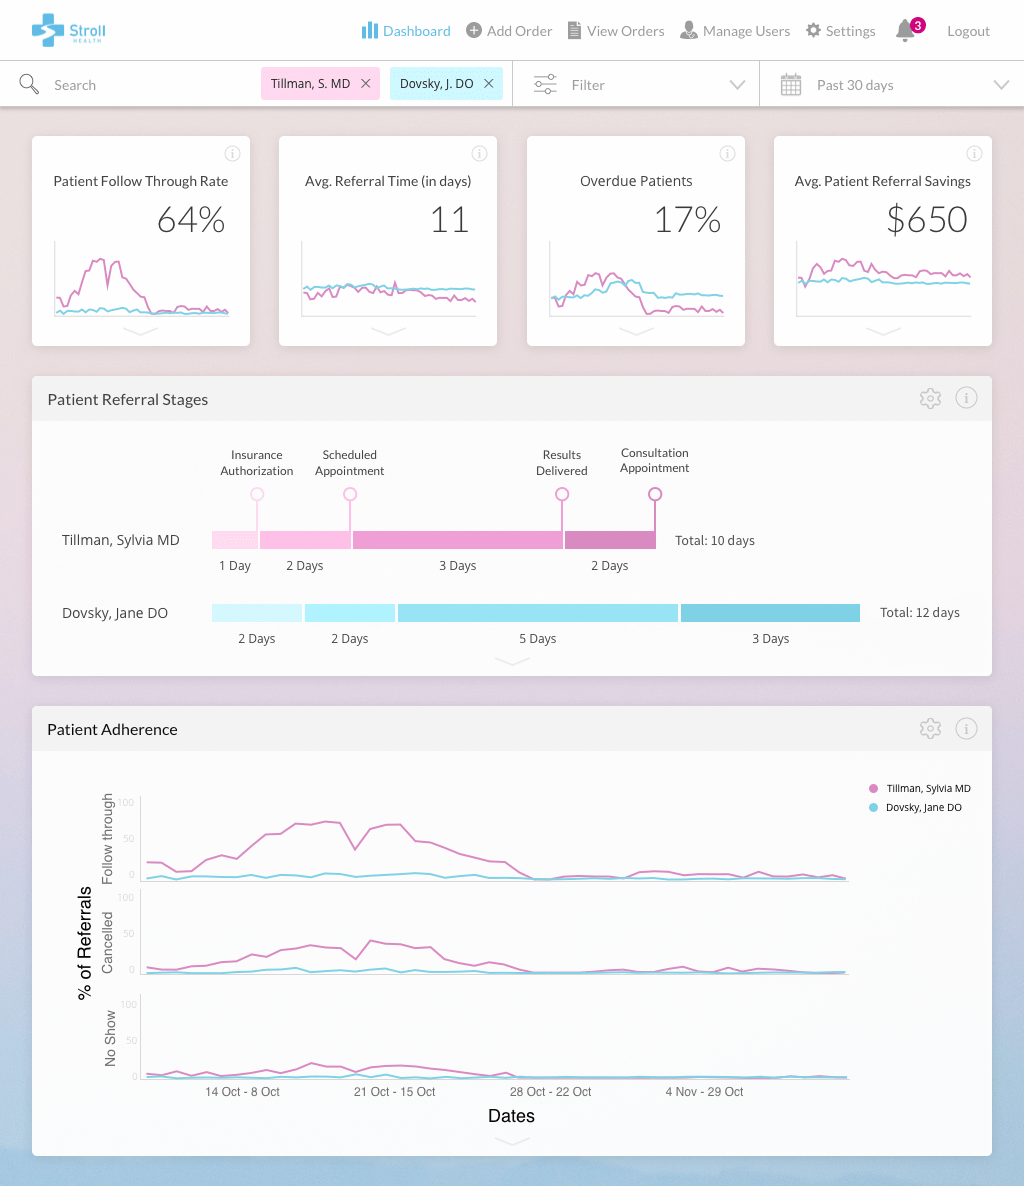 Stroll
HEALTH
Dashboard
Add Order
View Orders
Manage Users
Settings
3
Logout
Search
Tillman, S. MD
Dovsky, J. DO
Filter
Past 30 days
Patient Follow Through Rate
64%
Avg. Referral Time (in days)
11
Overdue Patients
17%
Avg. Patient Referral Savings
$650
Patient Referral Stages
Insurance
Authorization
Scheduled
Appointment
Results
Delivered
Consultation
Appointment
Tillman, Sylvia MD
Total: 10 days
1 Day
2 Days
3 Days
2 Days
Dovsky, Jane DO
Total: 12 days
2 Days
2 Days
5 Days
3 Days
Patient Adherence
Tillman, Sylvia MD
Dovsky, Jane DO
% of Referrals
Follow through
100
50
0
Cancelled
100
50
0
No Show
100
50
0
14 Oct - 8 Oct
21 Oct - 15 Oct
28 Oct - 22 Oct
4 Nov - 29 Oct
Dates